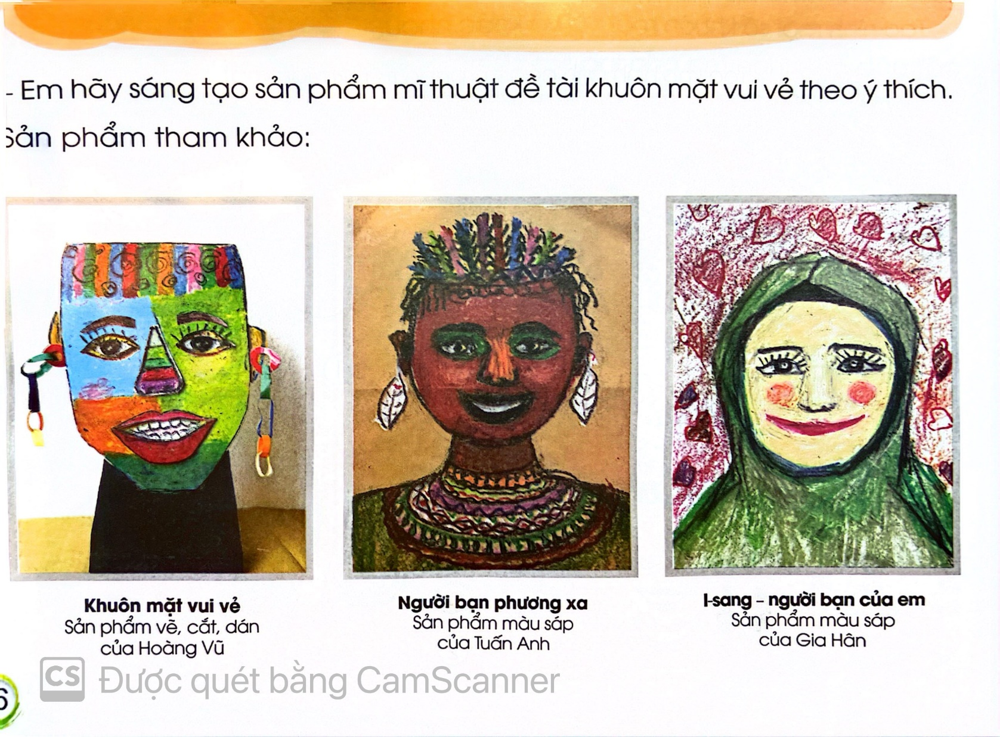 - Em hãy sáng tạo sản phẩm mĩ thuật đề tài khuôn mặt vui vẻ theo ý thích.
Sản phẩm tham khảo:
Khuôn mặt vui vẻ
Sản phẩm vẽ, cắt, dán
của Hoàng Vũ
Người bạn phương xa
Sản phẩm màu sáp
của Tuấn Anh
I-sang – người bạn của em
Sản phẩm màu sáp
của Gia Hân
CS Được quét bằng CamScanner